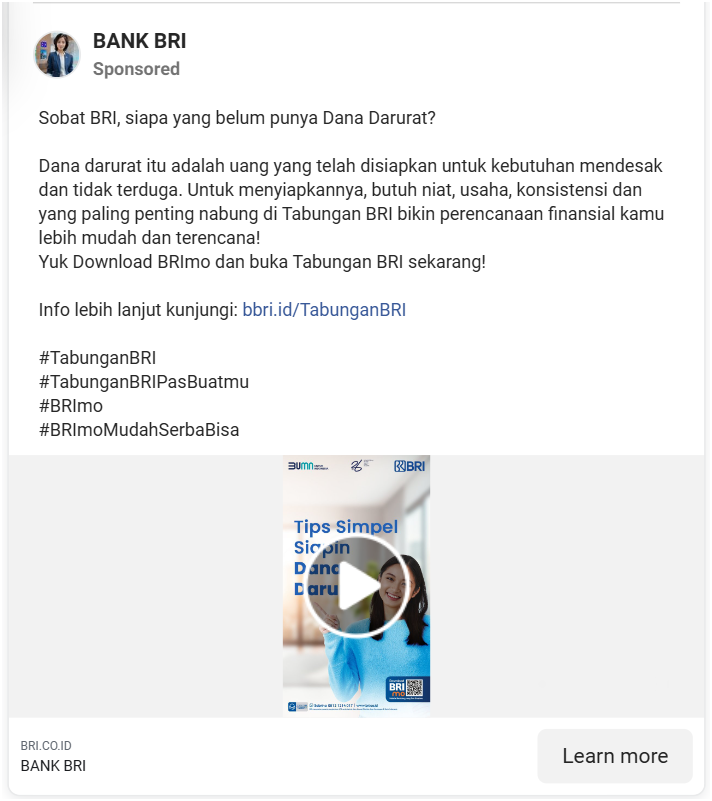 BANK BRI
Sponsored
Sobat BRI, siapa yang belum punya Dana Darurat?
Dana darurat itu adalah uang yang telah disiapkan untuk kebutuhan mendesak
dan tidak terduga. Untuk menyiapkannya, butuh niat, usaha, konsistensi dan
yang paling penting nabung di Tabungan BRI bikin perencanaan finansial kamu
lebih mudah dan terencana!
Yuk Download BRImo dan buka Tabungan BRI sekarang!
Info lebih lanjut kunjungi: bbri.id/TabunganBRI
#TabunganBRI
#TabunganBRIPasBuatmu
#BRImo
#BRImoMudahSerbaBisa
BUMN
BRI
Tips Simpel
Siapin
Dana
Daru
Download
BRI
mo
BRI.CO.ID
BANK BRI
Learn more